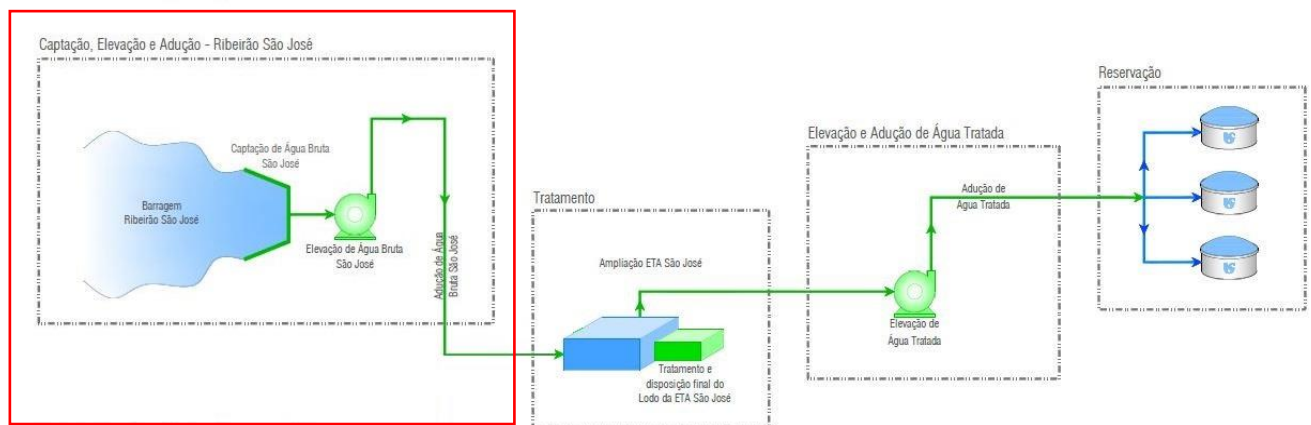 Captação, Elevação e Adução - Ribeirão São José
Captação de Água Bruta
São José
Barragem
Ribeirão São José
Elevação de Água Bruta
São José
Adução de Água
Bruta São José
Tratamento
Ampliação ETA São José
Tratamento e
disposição final do
Lodo da ETA São José
Elevação e Adução de Água Tratada
Adução de
Agua Tratada
Elevação de
Água Tratada
Reservação